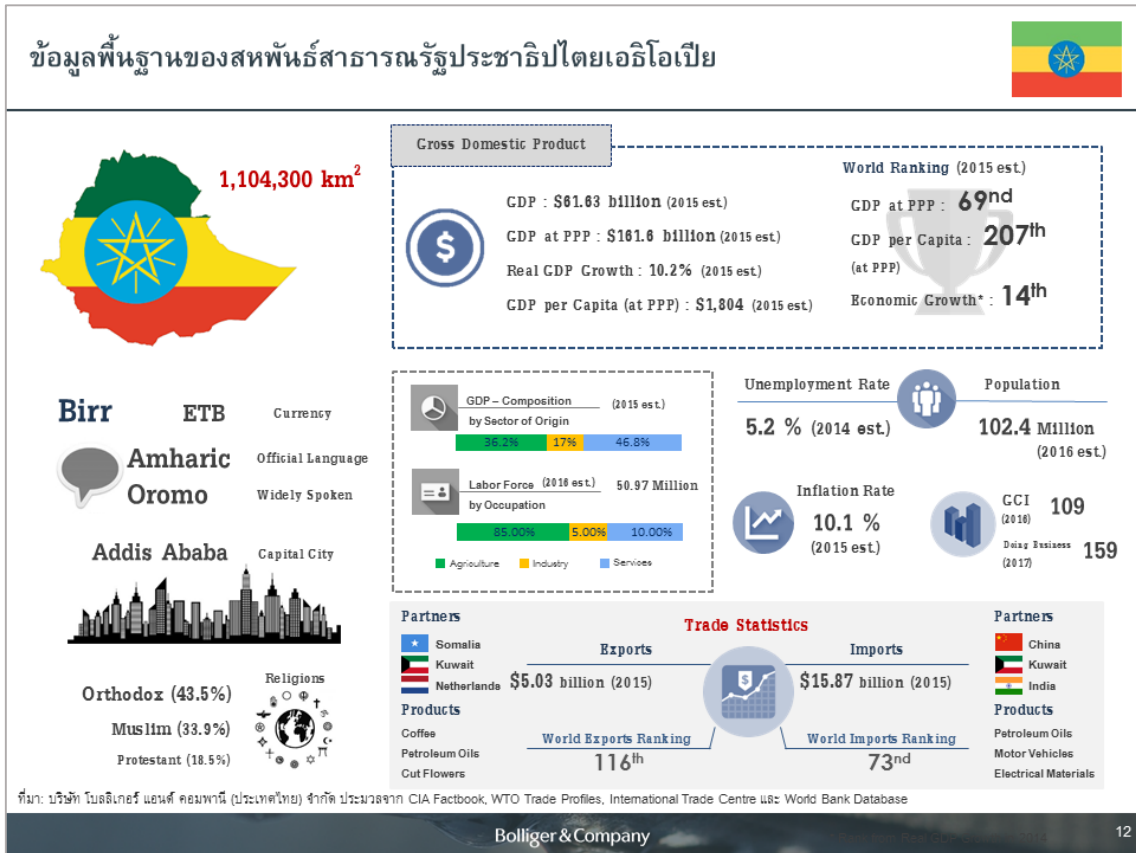 ข้อมูลพื้นฐานของสหพันธ์สาธารณรัฐประชาธิปไตยเอธิโอเปีย
1,104,300 km²
Gross Domestic Product
GDP : $61.63 billion (2015 est.)
GDP at PPP : $161.6 billion (2015 est.)
Real GDP Growth : 10.2% (2015 est.)
GDP per Capita (at PPP) : $1,804 (2015 est.)
World Ranking (2015 est.)
GDP at PPP : 69nd
GDP per Capita : 207th
(at PPP)
Economic Growth* : 14th
Birr ETB Currency
Amharic Official Language
Oromo Widely Spoken
Addis Ababa Capital City
Religions
Orthodox (43.5%)
Muslim (33.9%)
Protestant (18.5%)
GDP – Composition (2015 est.)
by Sector of Origin
36.2% 17% 46.8%
Labor Force (2016 est.) 50.97 Million
by Occupation
85.00% 5.00% 10.00%
Agriculture Industry Services
Unemployment Rate
5.2 % (2014 est.)
Population
102.4 Million
(2016 est.)
Inflation Rate
10.1 %
(2015 est.)
GCI 109
(2016)
Doing Business 159
(2017)
Trade Statistics
Partners
Somalia
Kuwait
Netherlands
Products
Coffee
Petroleum Oils
Cut Flowers
Exports
$5.03 billion (2015)
World Exports Ranking
116th
Imports
$15.87 billion (2015)
World Imports Ranking
73nd
Partners
China
Kuwait
India
Products
Petroleum Oils
Motor Vehicles
Electrical Materials
ที่มา: บริษัท โบลลิเกอร์ แอนด์ คอมพานี (ประเทศไทย) จำกัด ประมวลจาก CIA Factbook, WTO Trade Profiles, International Trade Centre และ World Bank Database
Bolliger & Company
12